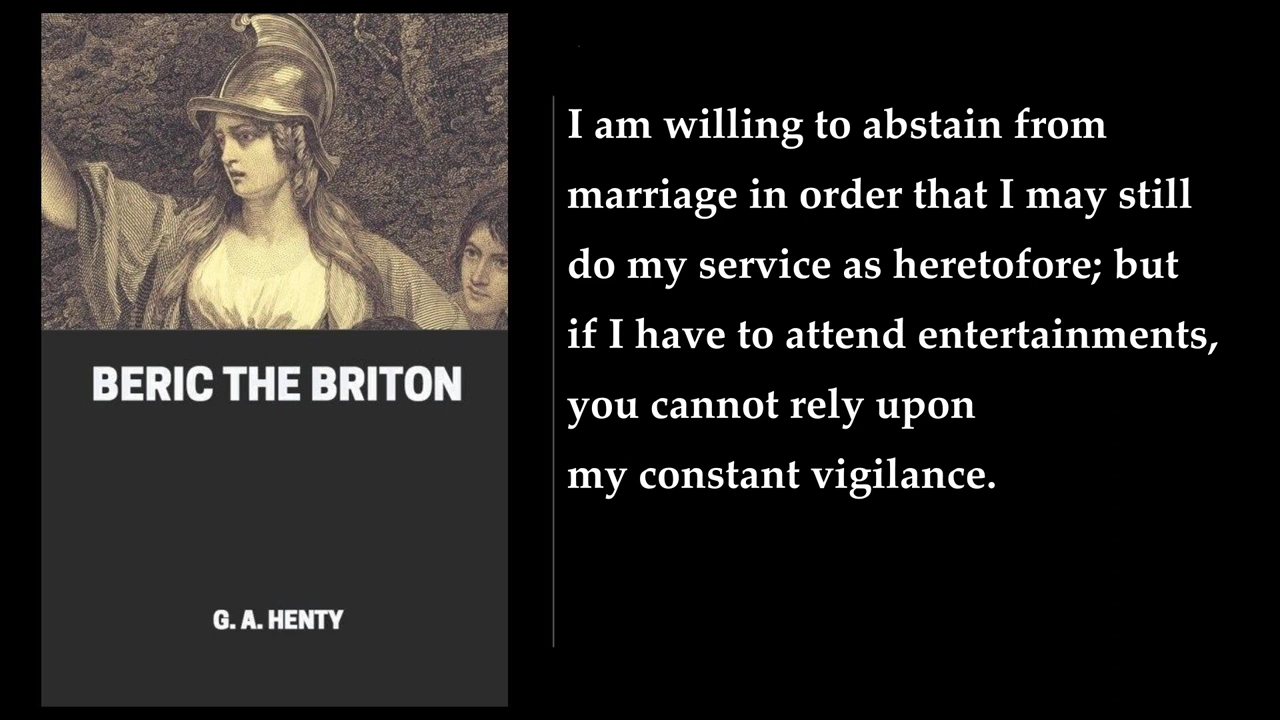 BERIC THE BRITON
G. A. HENTY
I am willing to abstain from
marriage in order that I may still
do my service as heretofore; but
if I have to attend entertainments,
you cannot rely upon
my constant vigilance.